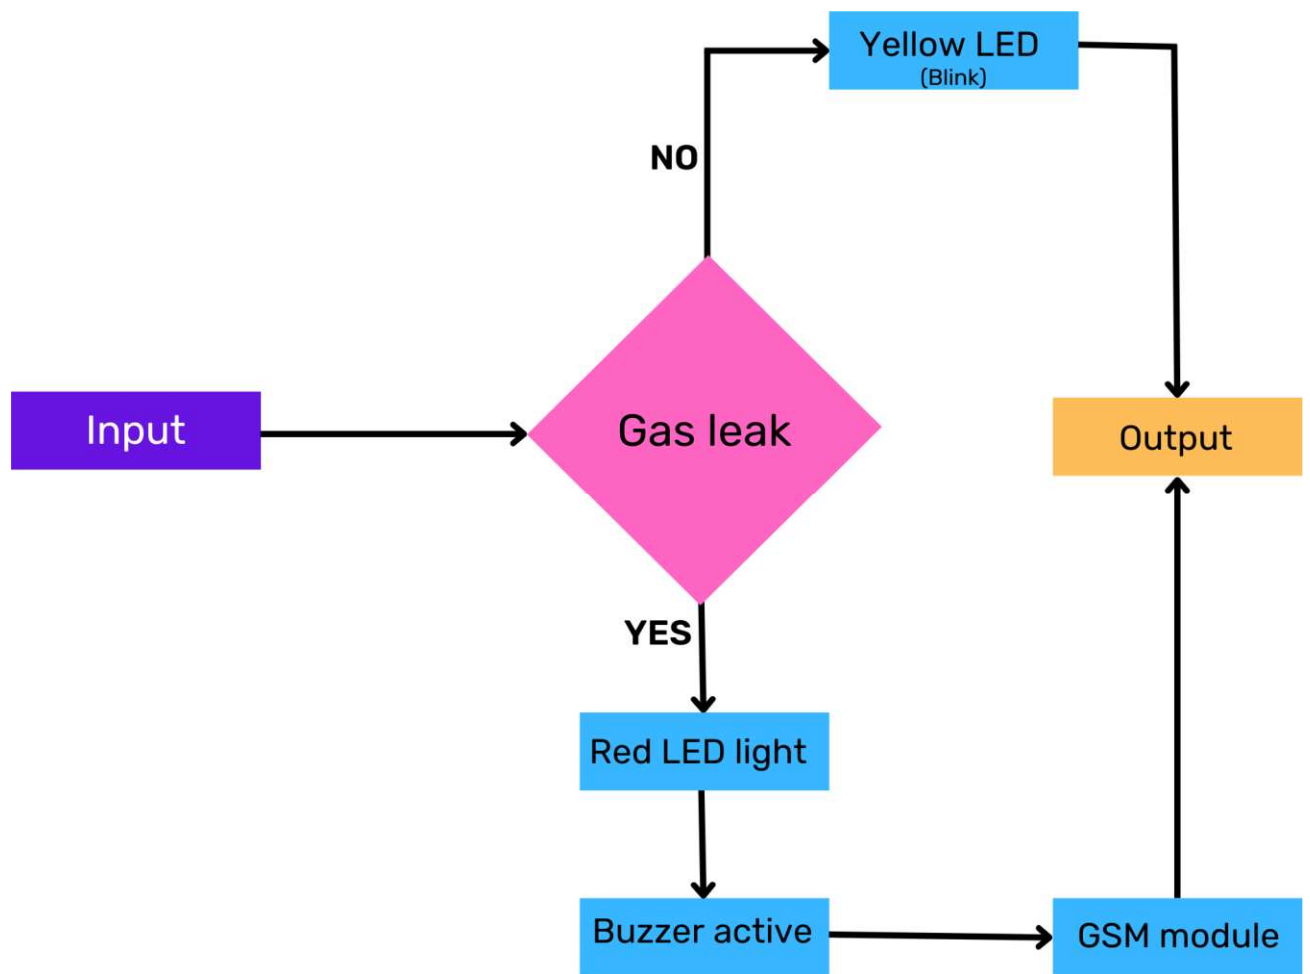 Yellow LED
(Blink)
NO
Input
Gas leak
Output
YES
Red LED light
Buzzer active
GSM module